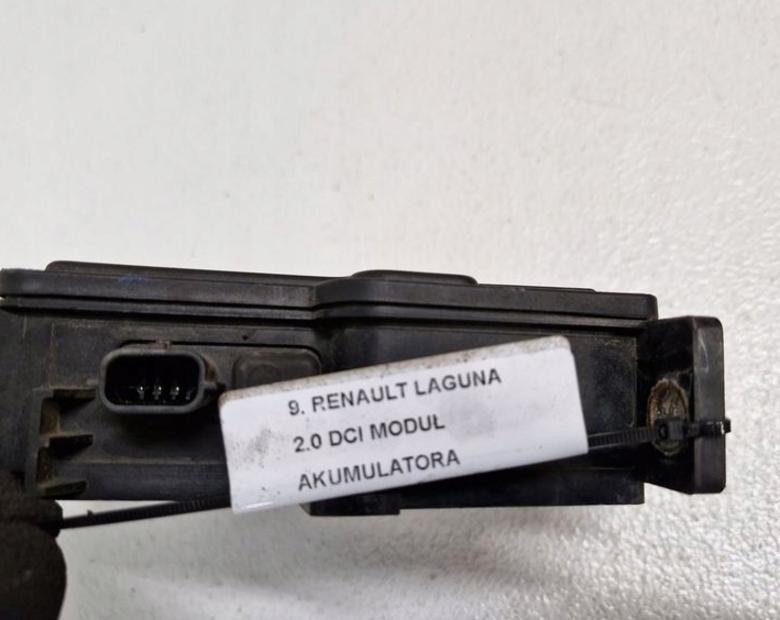 9. RENAULT LAGUNA
2.0 DCI MODUŁ
AKUMULATORA